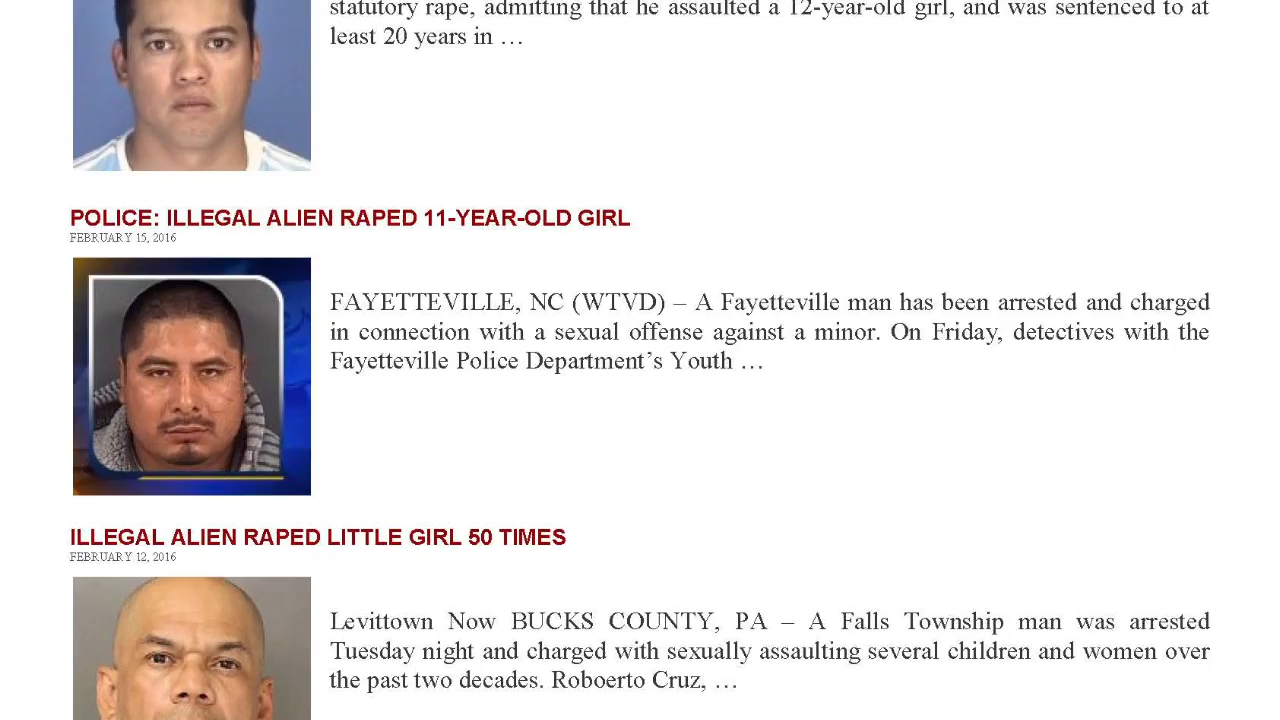 statutory rape, admitting that he assaulted a 12-year-old girl, and was sentenced to at
least 20 years in …
POLICE: ILLEGAL ALIEN RAPED 11-YEAR-OLD GIRL
FEBRUARY 15, 2016
FAYETTEVILLE, NC (WTVD) – A Fayetteville man has been arrested and charged
in connection with a sexual offense against a minor. On Friday, detectives with the
Fayetteville Police Department's Youth …
ILLEGAL ALIEN RAPED LITTLE GIRL 50 TIMES
FEBRUARY 12, 2016
Levittown Now BUCKS COUNTY, PA – A Falls Township man was arrested
Tuesday night and charged with sexually assaulting several children and women over
the past two decades. Roboerto Cruz, …